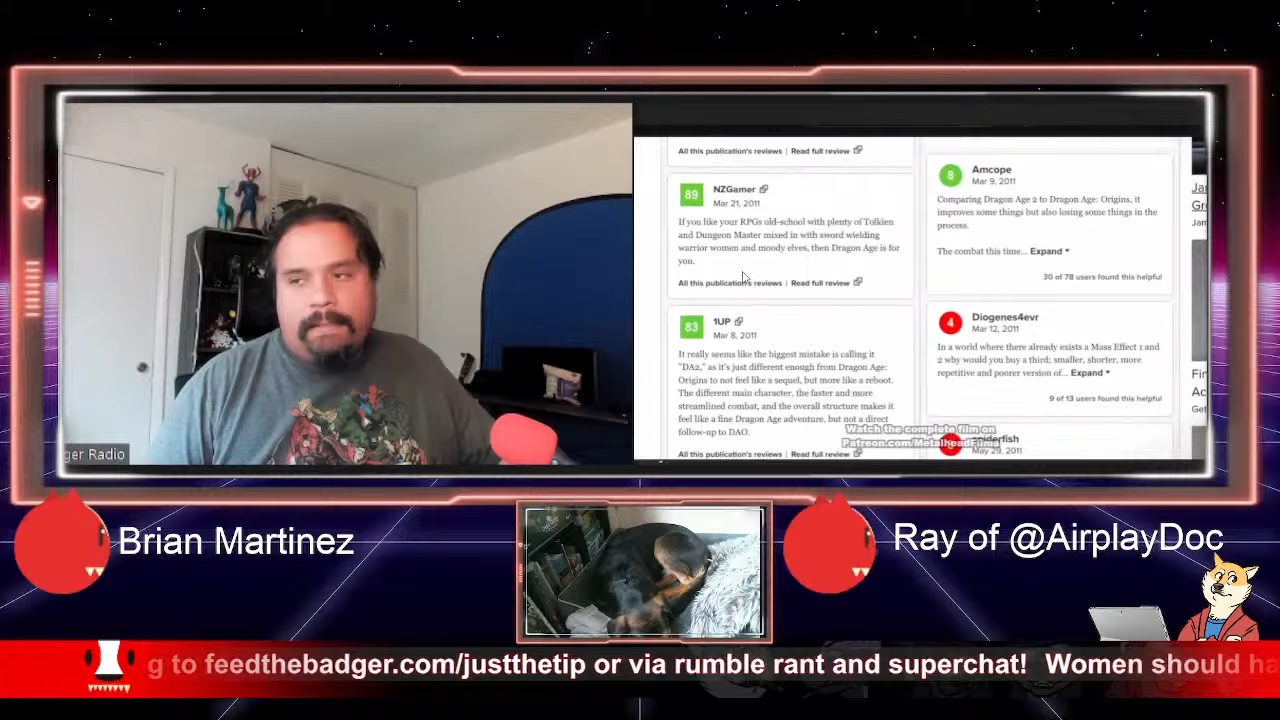 All this publication's reviews | Read full review
89 NZGamer
Mar 21, 2011
If you like your RPGs old-school with plenty of Tolkien
and Dungeon Master mixed in with sword wielding
warrior women and moody elves, then Dragon Age is for
you.
All this publication's reviews | Read full review
83 1UP
Mar 8, 2011
It really seems like the biggest mistake is calling it
"DA2," as it's just different enough from Dragon Age:
Origins to not feel like a sequel, but more like a reboot.
The different main character, the faster and more
streamlined combat, and the overall structure makes it
feel like a fine Dragon Age adventure, but not a direct
follow-up to DAO.
All this publication's reviews | Read full review
8 Amcope
Mar 9, 2011
Comparing Dragon Age 2 to Dragon Age: Origins, it
improves some things but also losing some things in the
process.
The combat this time... Expand
30 of 78 users found this helpful
4 Diogenes4evr
Mar 12, 2011
In a world where there already exists a Mass Effect 1 and
2 why would you buy a third; smaller, shorter, more
repetitive and poorer version of... Expand
9 of 13 users found this helpful
Watch the complete film on
Patreon.com/MetalheadFilms
May 29, 2011
ger Radio
Brian Martinez
Ray of @AirplayDoc
g to feedthebadger.com/justthetip or via rumble rant and superchat! Women should ha